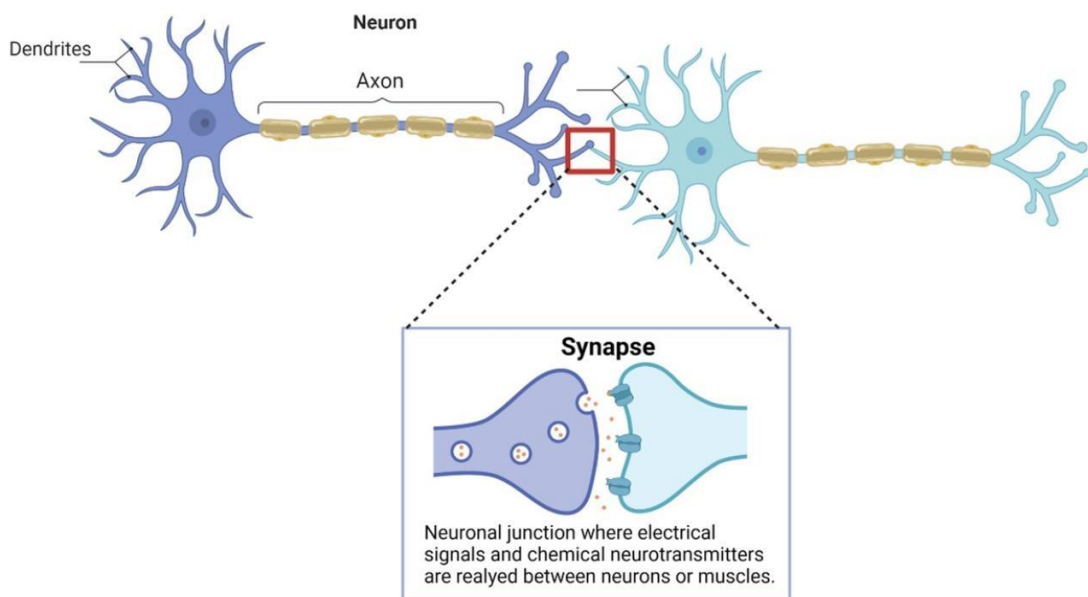 Neuron
Dendrites
Axon
Synapse
Neuronal junction where electrical
signals and chemical neurotransmitters
are realyed between neurons or muscles.